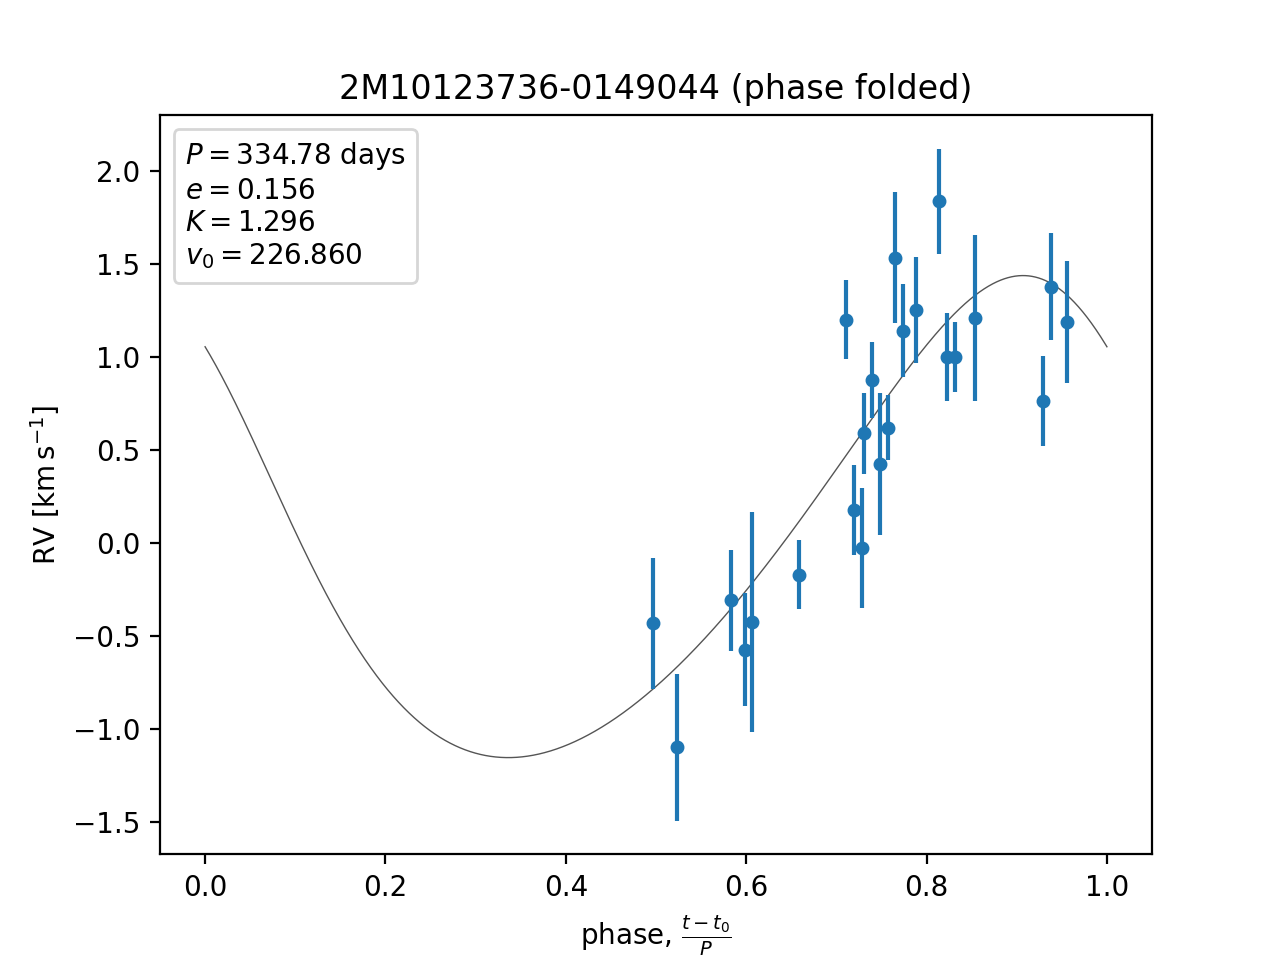 2M10123736-0149044 (phase folded)
P = 334.78 days
e = 0.156
K = 1.296
v₀ = 226.860
RV [km s⁻¹]
2.0
1.5
1.0
0.5
0.0
−0.5
−1.0
−1.5
0.0 0.2 0.4 0.6 0.8 1.0
phase, (t − t₀)/P